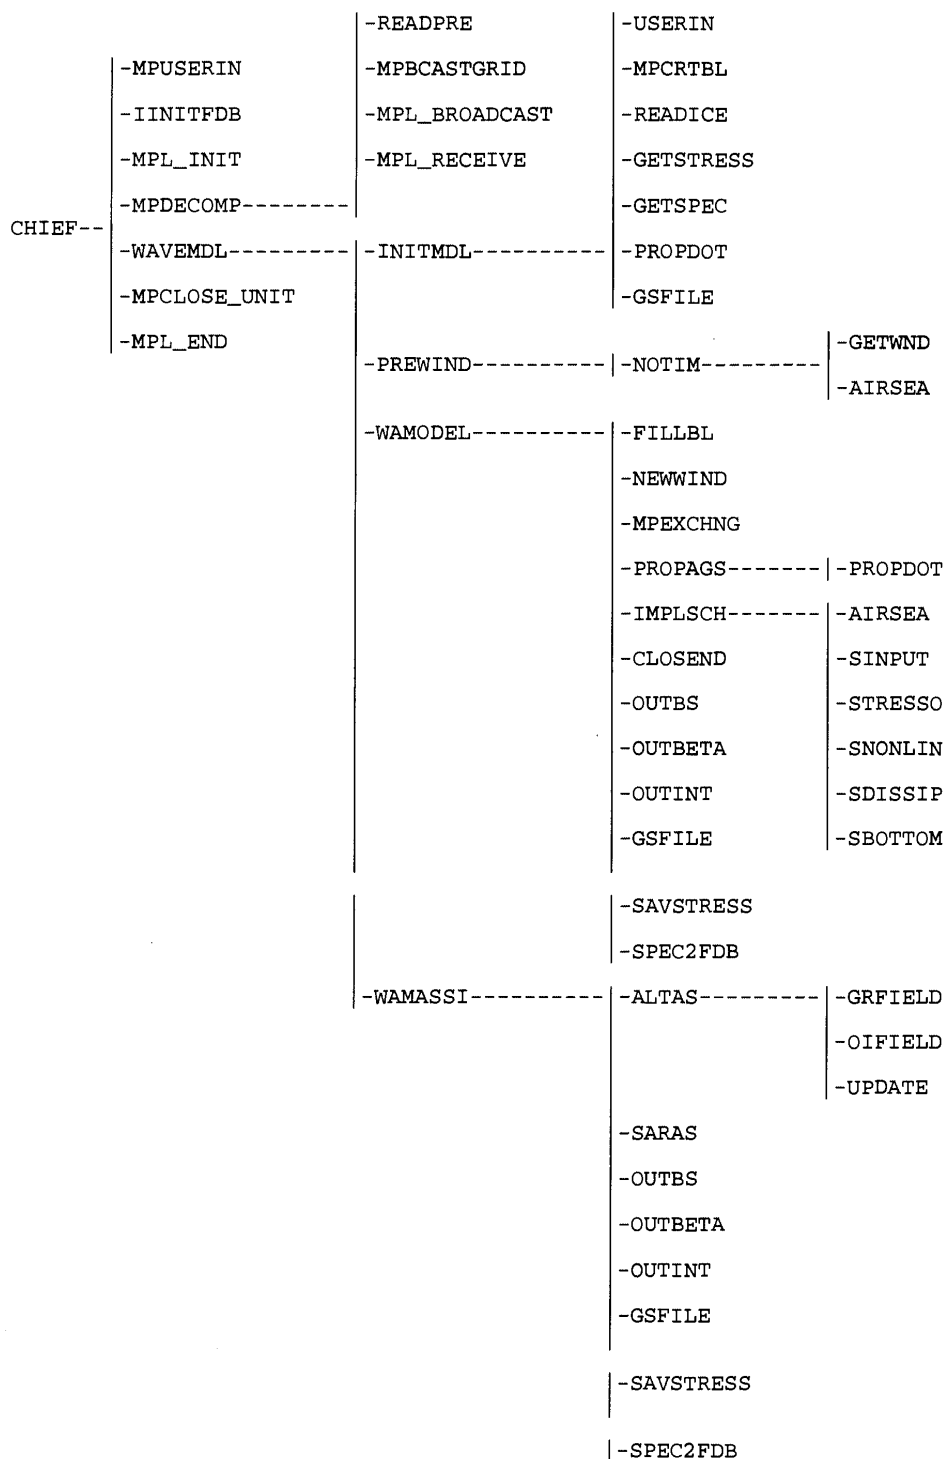 -READPRE -USERIN
-MPUSERIN -MPBCASTGRID -MPCRTBL
-IINITFDB -MPL_BROADCAST -READICE
-MPL_INIT -MPL_RECEIVE -GETSTRESS
-MPDECOMP-------- -GETSPEC
CHIEF--
-WAVEMDL--------- -INITMDL---------- -PROPDOT
-MPCLOSE_UNIT -GSFILE
-MPL_END -GETWND
-PREWIND---------- -NOTIM---------
-AIRSEA
-WAMODEL---------- -FILLBL
-NEWWIND
-MPEXCHNG
-PROPAGS------- -PROPDOT
-IMPLSCH------- -AIRSEA
-CLOSEND -SINPUT
-OUTBS -STRESSO
-OUTBETA -SNONLIN
-OUTINT -SDISSIP
-GSFILE -SBOTTOM
-SAVSTRESS
-SPEC2FDB
-WAMASSI---------- -ALTAS--------- -GRFIELD
-OIFIELD
-UPDATE
-SARAS
-OUTBS
-OUTBETA
-OUTINT
-GSFILE
-SAVSTRESS
-SPEC2FDB